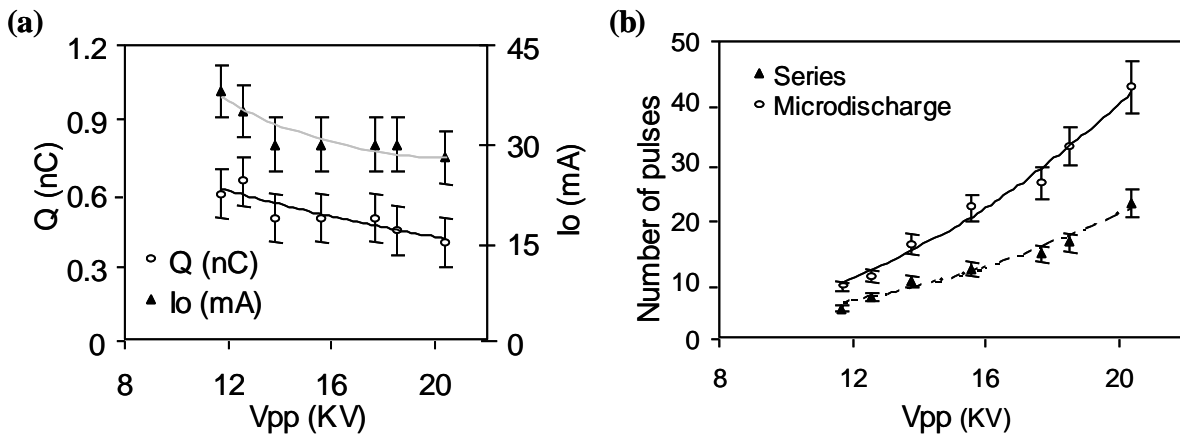 (a)
Q (nC)
1.2
0.9
0.6
0.3
0
45
30
15
0
Io (mA)
Q (nC)
Io (mA)
8 12 16 20
Vpp (KV)
(b)
Number of pulses
50
40
30
20
10
0
Series
Microdischarge
8 12 16 20
Vpp (KV)